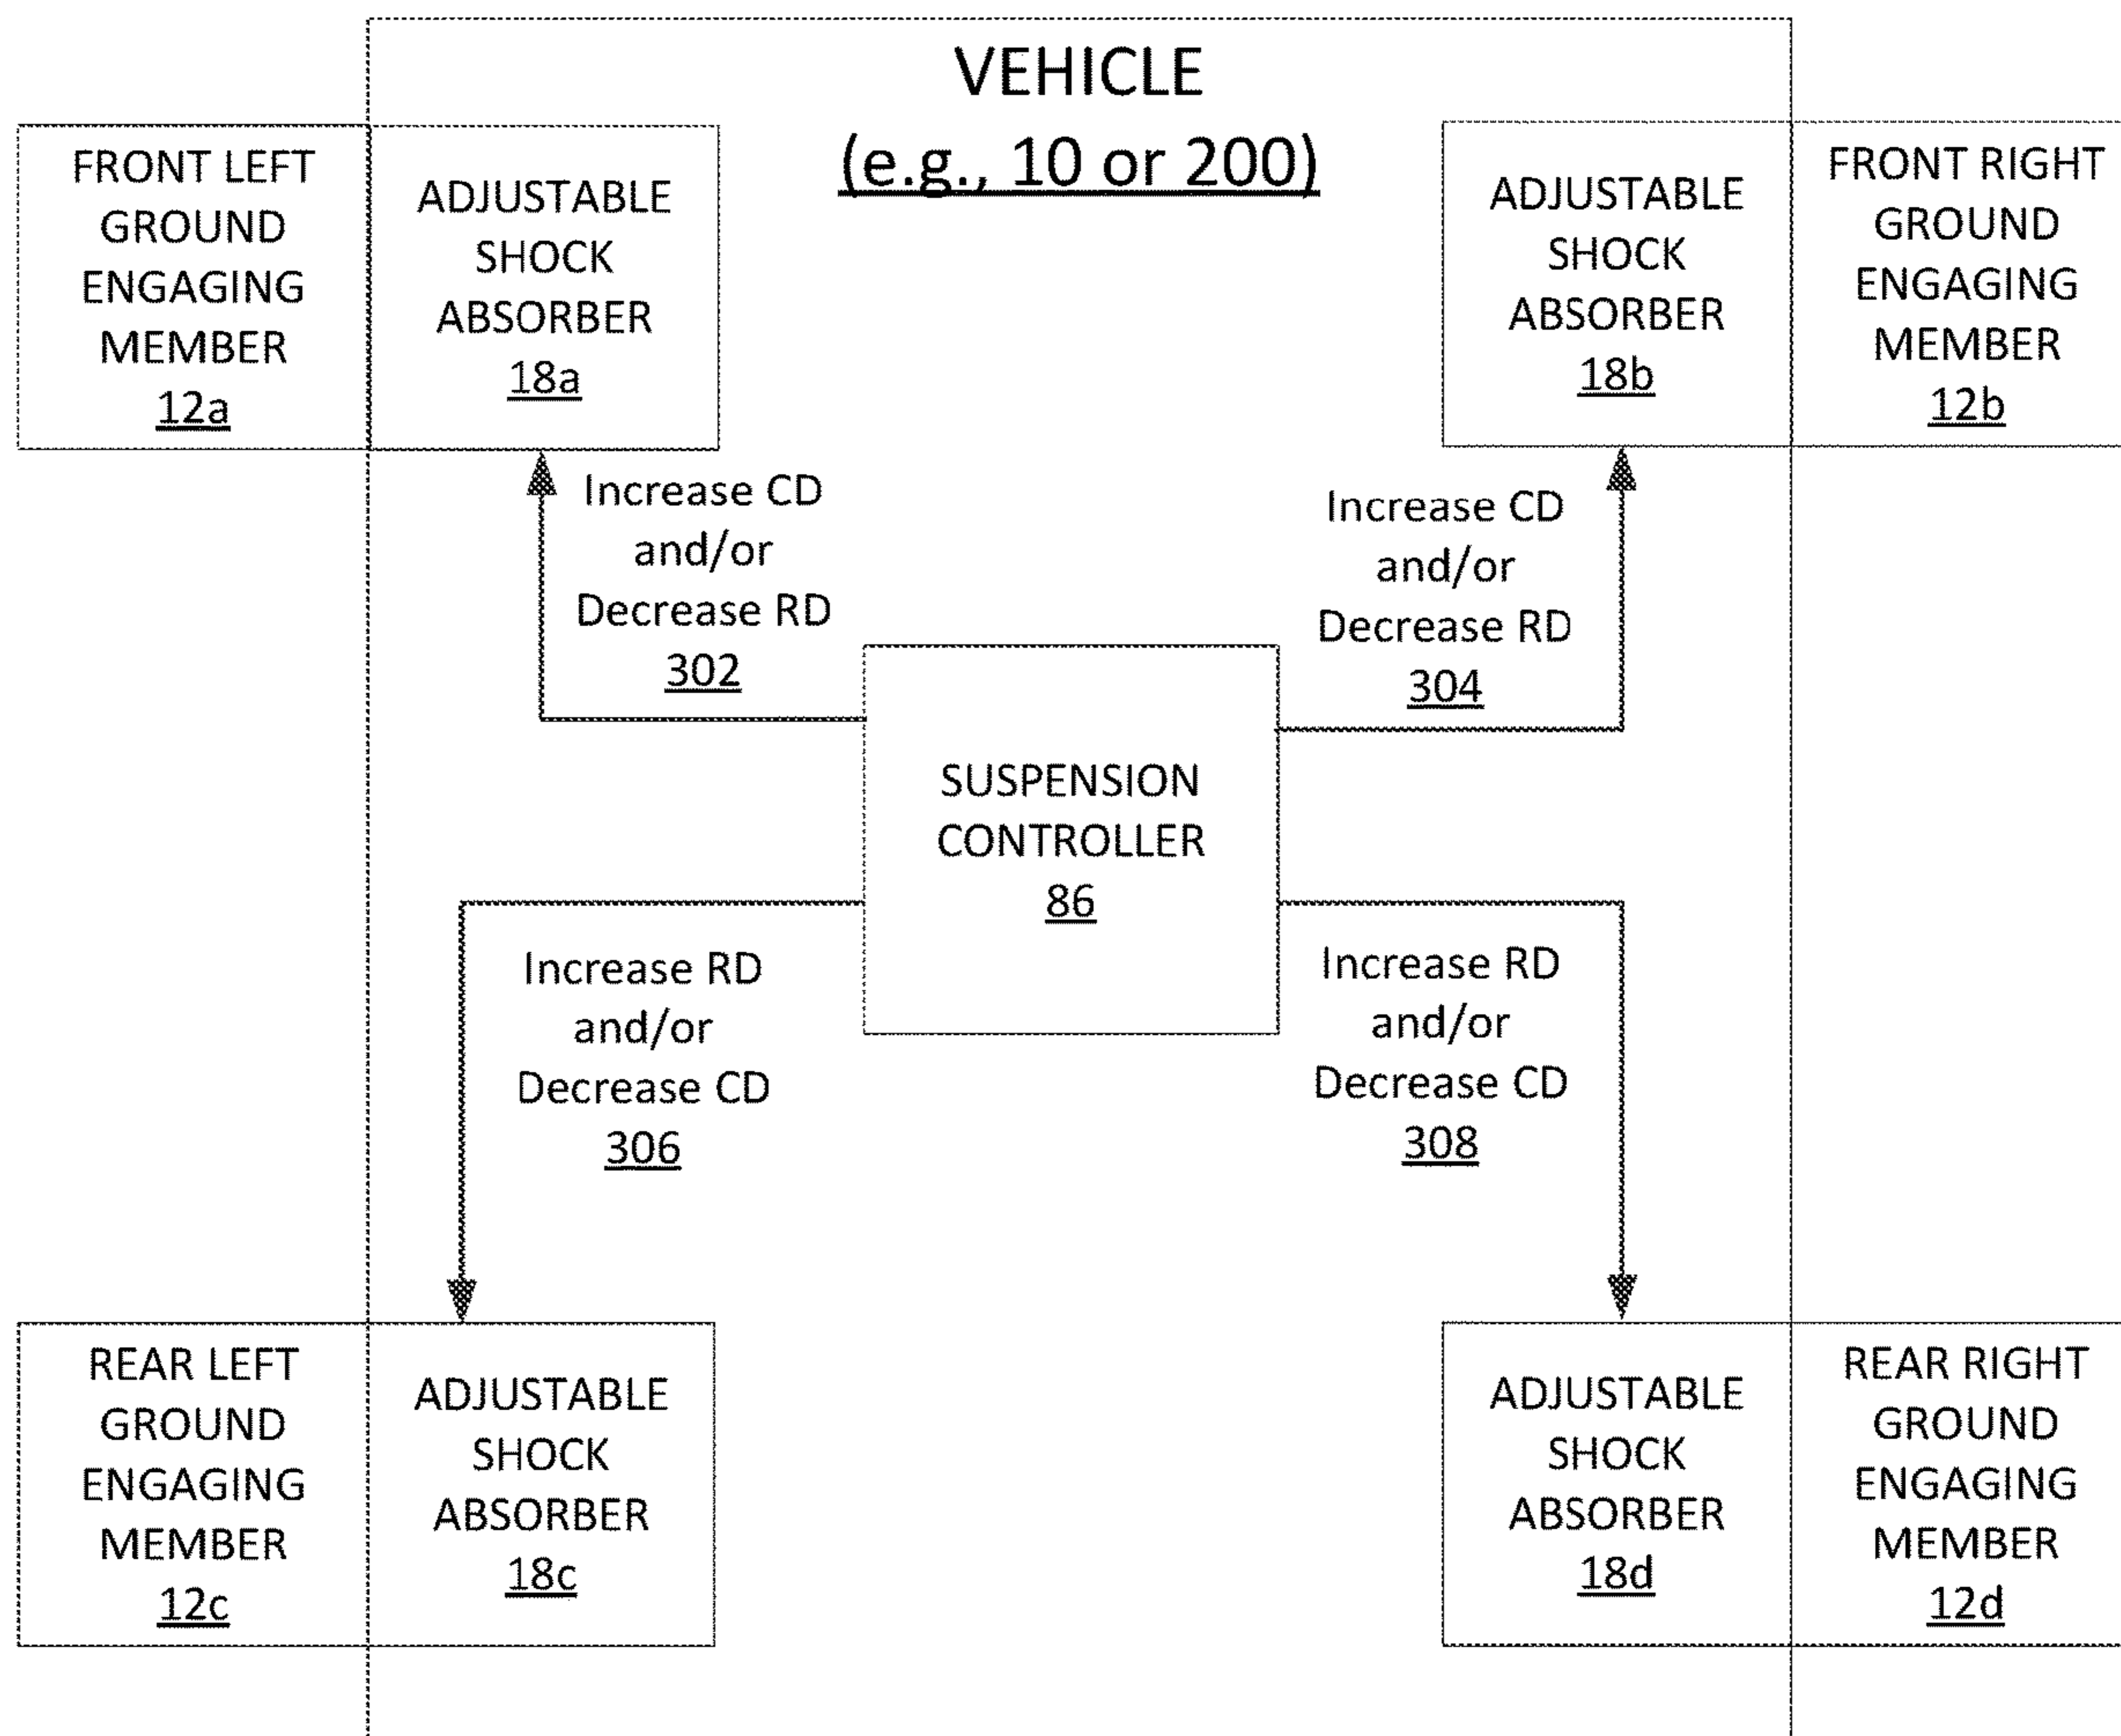 VEHICLE
(e.g., 10 or 200)
FRONT LEFT
GROUND
ENGAGING
MEMBER
12a
ADJUSTABLE
SHOCK
ABSORBER
18a
ADJUSTABLE
SHOCK
ABSORBER
18b
FRONT RIGHT
GROUND
ENGAGING
MEMBER
12b
Increase CD
and/or
Decrease RD
302
Increase CD
and/or
Decrease RD
304
SUSPENSION
CONTROLLER
86
Increase RD
and/or
Decrease CD
306
Increase RD
and/or
Decrease CD
308
REAR LEFT
GROUND
ENGAGING
MEMBER
12c
ADJUSTABLE
SHOCK
ABSORBER
18c
ADJUSTABLE
SHOCK
ABSORBER
18d
REAR RIGHT
GROUND
ENGAGING
MEMBER
12d